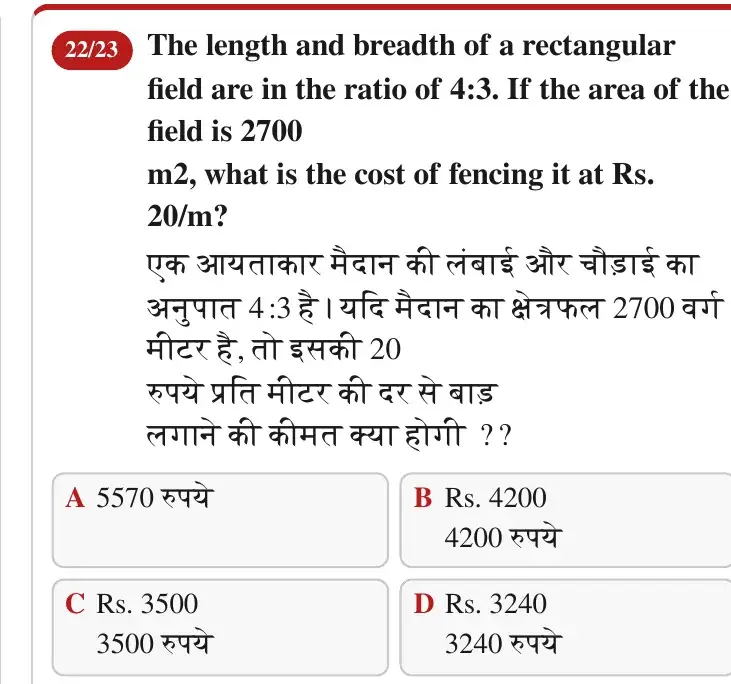 22/23 The length and breadth of a rectangular
field are in the ratio of 4:3. If the area of the
field is 2700
m2, what is the cost of fencing it at Rs.
20/m?
एक आयताकार मैदान की लंबाई और चौड़ाई का
अनुपात 4:3 है। यदि मैदान का क्षेत्रफल 2700 वर्ग
मीटर है, तो इसकी 20
रुपये प्रति मीटर की दर से बाड़
लगाने की कीमत क्या होगी ??
A 5570 रुपये
B Rs. 4200
4200 रुपये
C Rs. 3500
3500 रुपये
D Rs. 3240
3240 रुपये